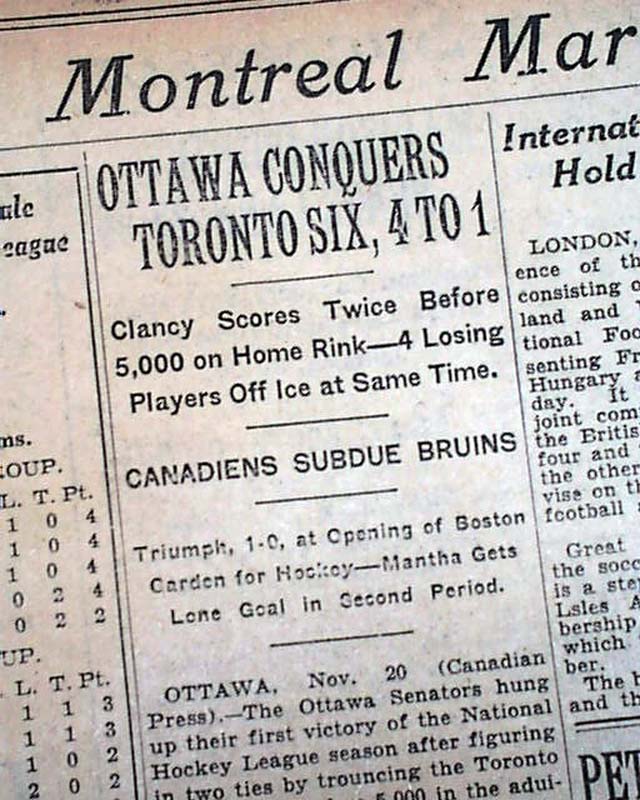 Montreal Mar
OTTAWA CONQUERS
TORONTO SIX, 4 TO 1
Clancy Scores Twice Before
5,000 on Home Rink—4 Losing
Players Off Ice at Same Time.
CANADIENS SUBDUE BRUINS
Triumph, 1-0, at Opening of Boston
Garden for Hockey—Mantha Gets
Lone Goal in Second Period.
OTTAWA, Nov. 20 (Canadian
Press).—The Ottawa Senators hung
up their first victory of the National
Hockey League season after figuring
in two ties by trouncing the Toronto
5,000 in the
eague
ms.
OUP.
L. T. Pt.
1 0 4
1 0 4
1 0 4
0 2 4
0 2 2
UP.
L. T. Pt.
1 1 3
1 1 3
1 0 2
2 0 2
Internat
Hold
LONDON,
ence of th
consisting o
land and
tional Foo
senting Fr
Hungary a
day. It
joint com
the Britis
four and
the other
vise on th
football a
Great
the socc
is a ste
Lsles A
bership
which
ber.
The h
and th
PET